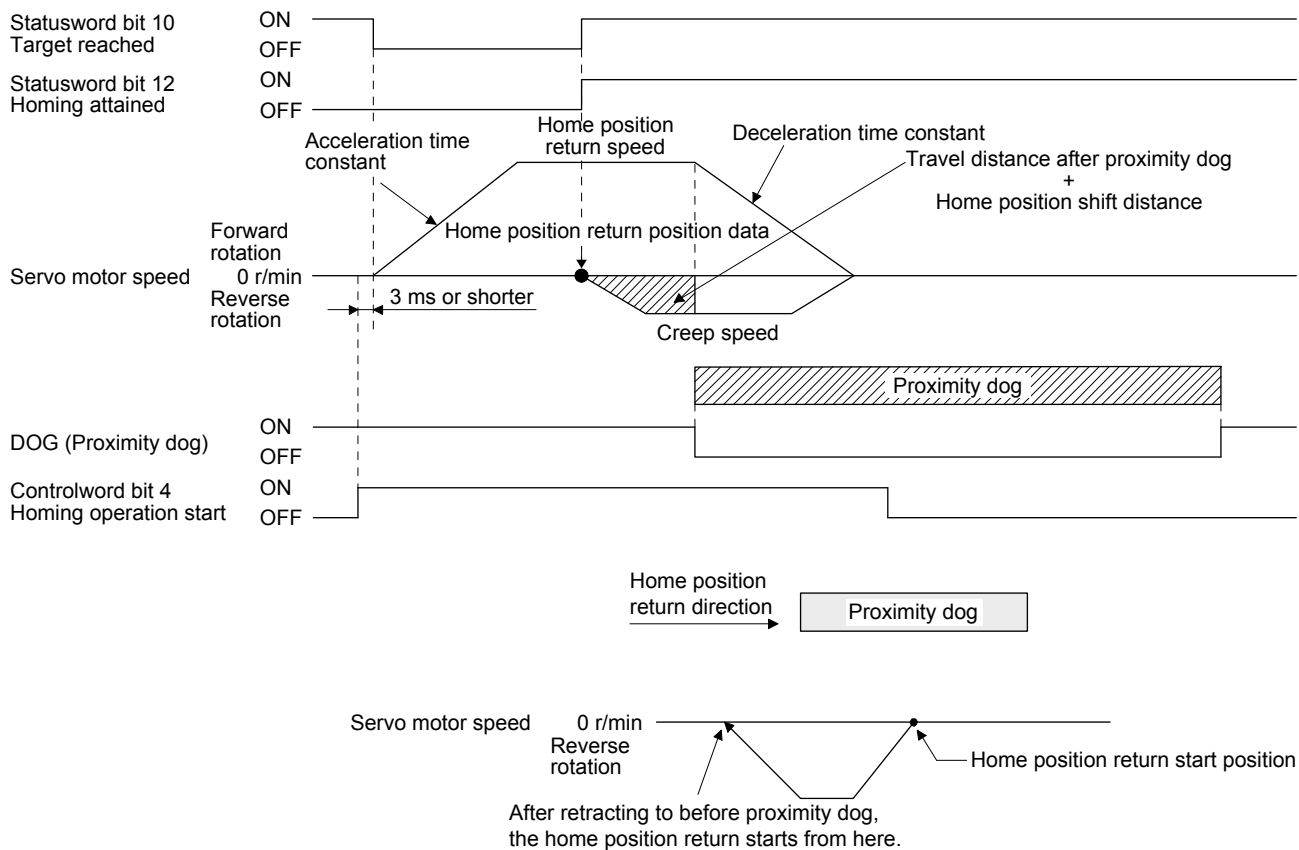 Statusword bit 10
Target reached
ON
OFF
Statusword bit 12
Homing attained
ON
OFF
Acceleration time
constant
Home position
return speed
Deceleration time constant
Travel distance after proximity dog
+
Home position shift distance
Forward
rotation
Home position return position data
Servo motor speed
0 r/min
Reverse
rotation
3 ms or shorter
Creep speed
Proximity dog
DOG (Proximity dog)
ON
OFF
Controlword bit 4
Homing operation start
ON
OFF
Home position
return direction
Proximity dog
Servo motor speed
0 r/min
Reverse
rotation
Home position return start position
After retracting to before proximity dog,
the home position return starts from here.